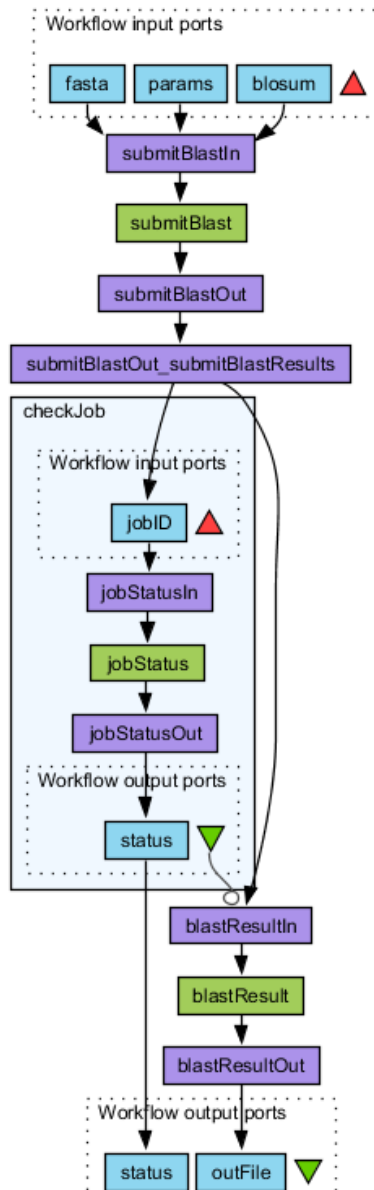 Workflow input ports
fasta params blosum
submitBlastIn
submitBlast
submitBlastOut
submitBlastOut_submitBlastResults
checkJob
Workflow input ports
jobID
jobStatusIn
jobStatus
jobStatusOut
Workflow output ports
status
blastResultIn
blastResult
blastResultOut
Workflow output ports
status outFile